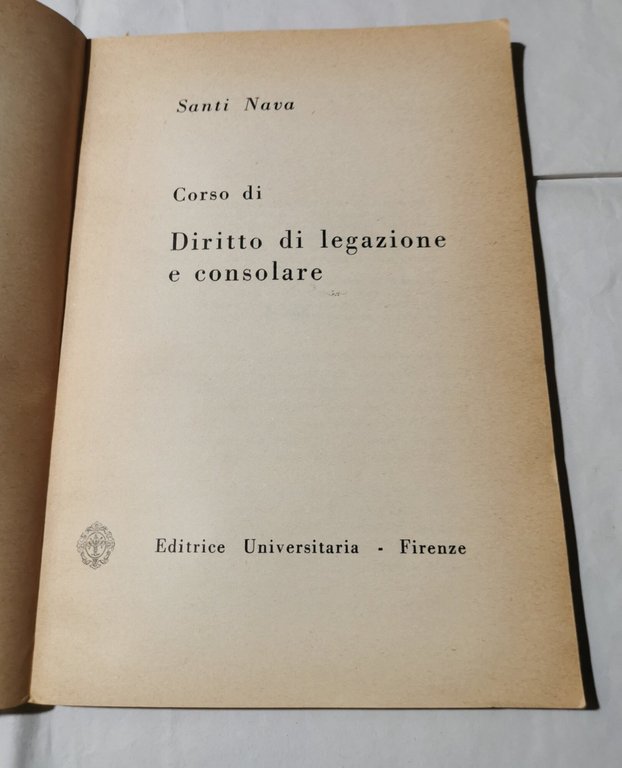 Santi Nava
Corso di
Diritto di legazione
e consolare
Editrice Universitaria - Firenze